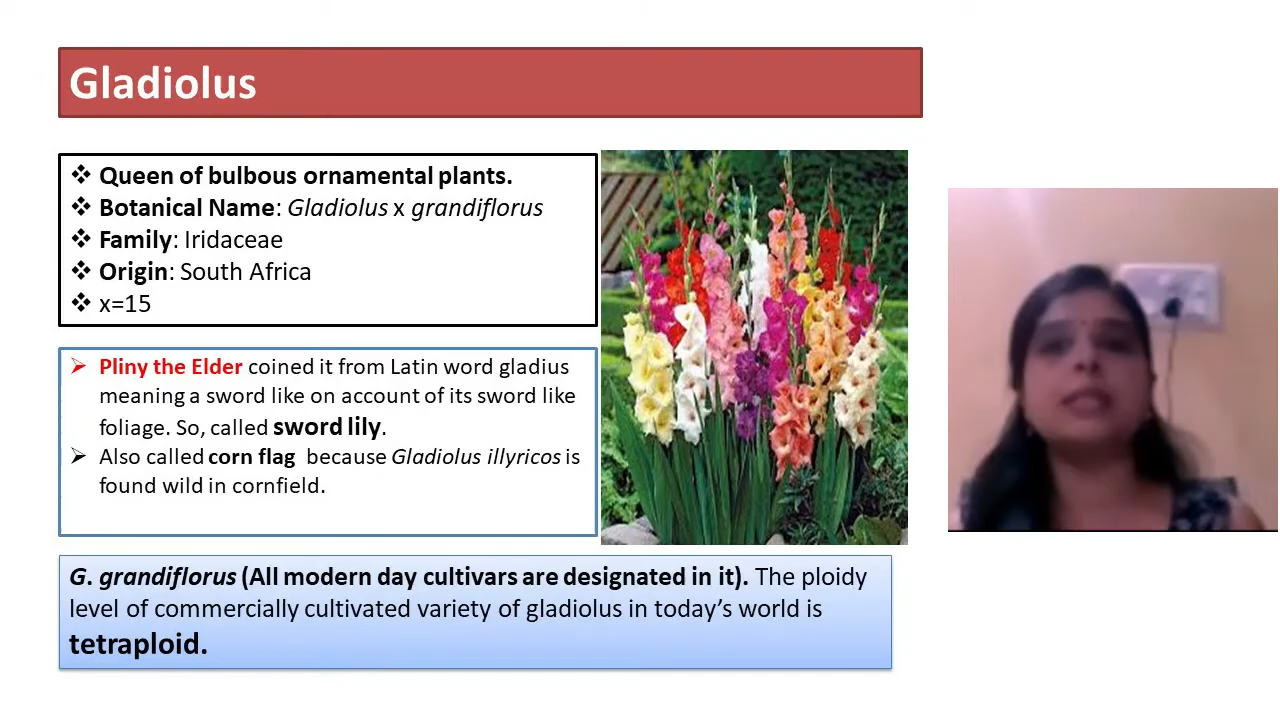 Gladiolus
❖ Queen of bulbous ornamental plants.
❖ Botanical Name: Gladiolus x grandiflorus
❖ Family: Iridaceae
❖ Origin: South Africa
❖ x=15
➢ Pliny the Elder coined it from Latin word gladius
meaning a sword like on account of its sword like
foliage. So, called sword lily.
➢ Also called corn flag because Gladiolus illyricos is
found wild in cornfield.
G. grandiflorus (All modern day cultivars are designated in it). The ploidy
level of commercially cultivated variety of gladiolus in today’s world is
tetraploid.